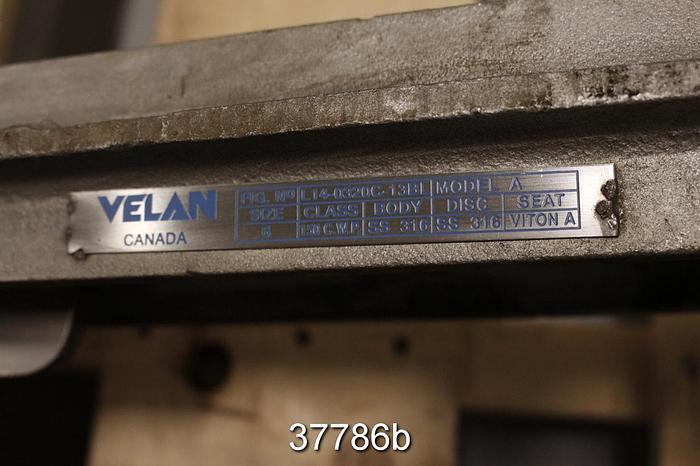 VELAN
CANADA
FIG. Nº L14-0320C-13BL MODEL A
SIZE CLASS BODY DISC SEAT
6 150 C.W.P. SS 316 SS 316 VITON A
37786b